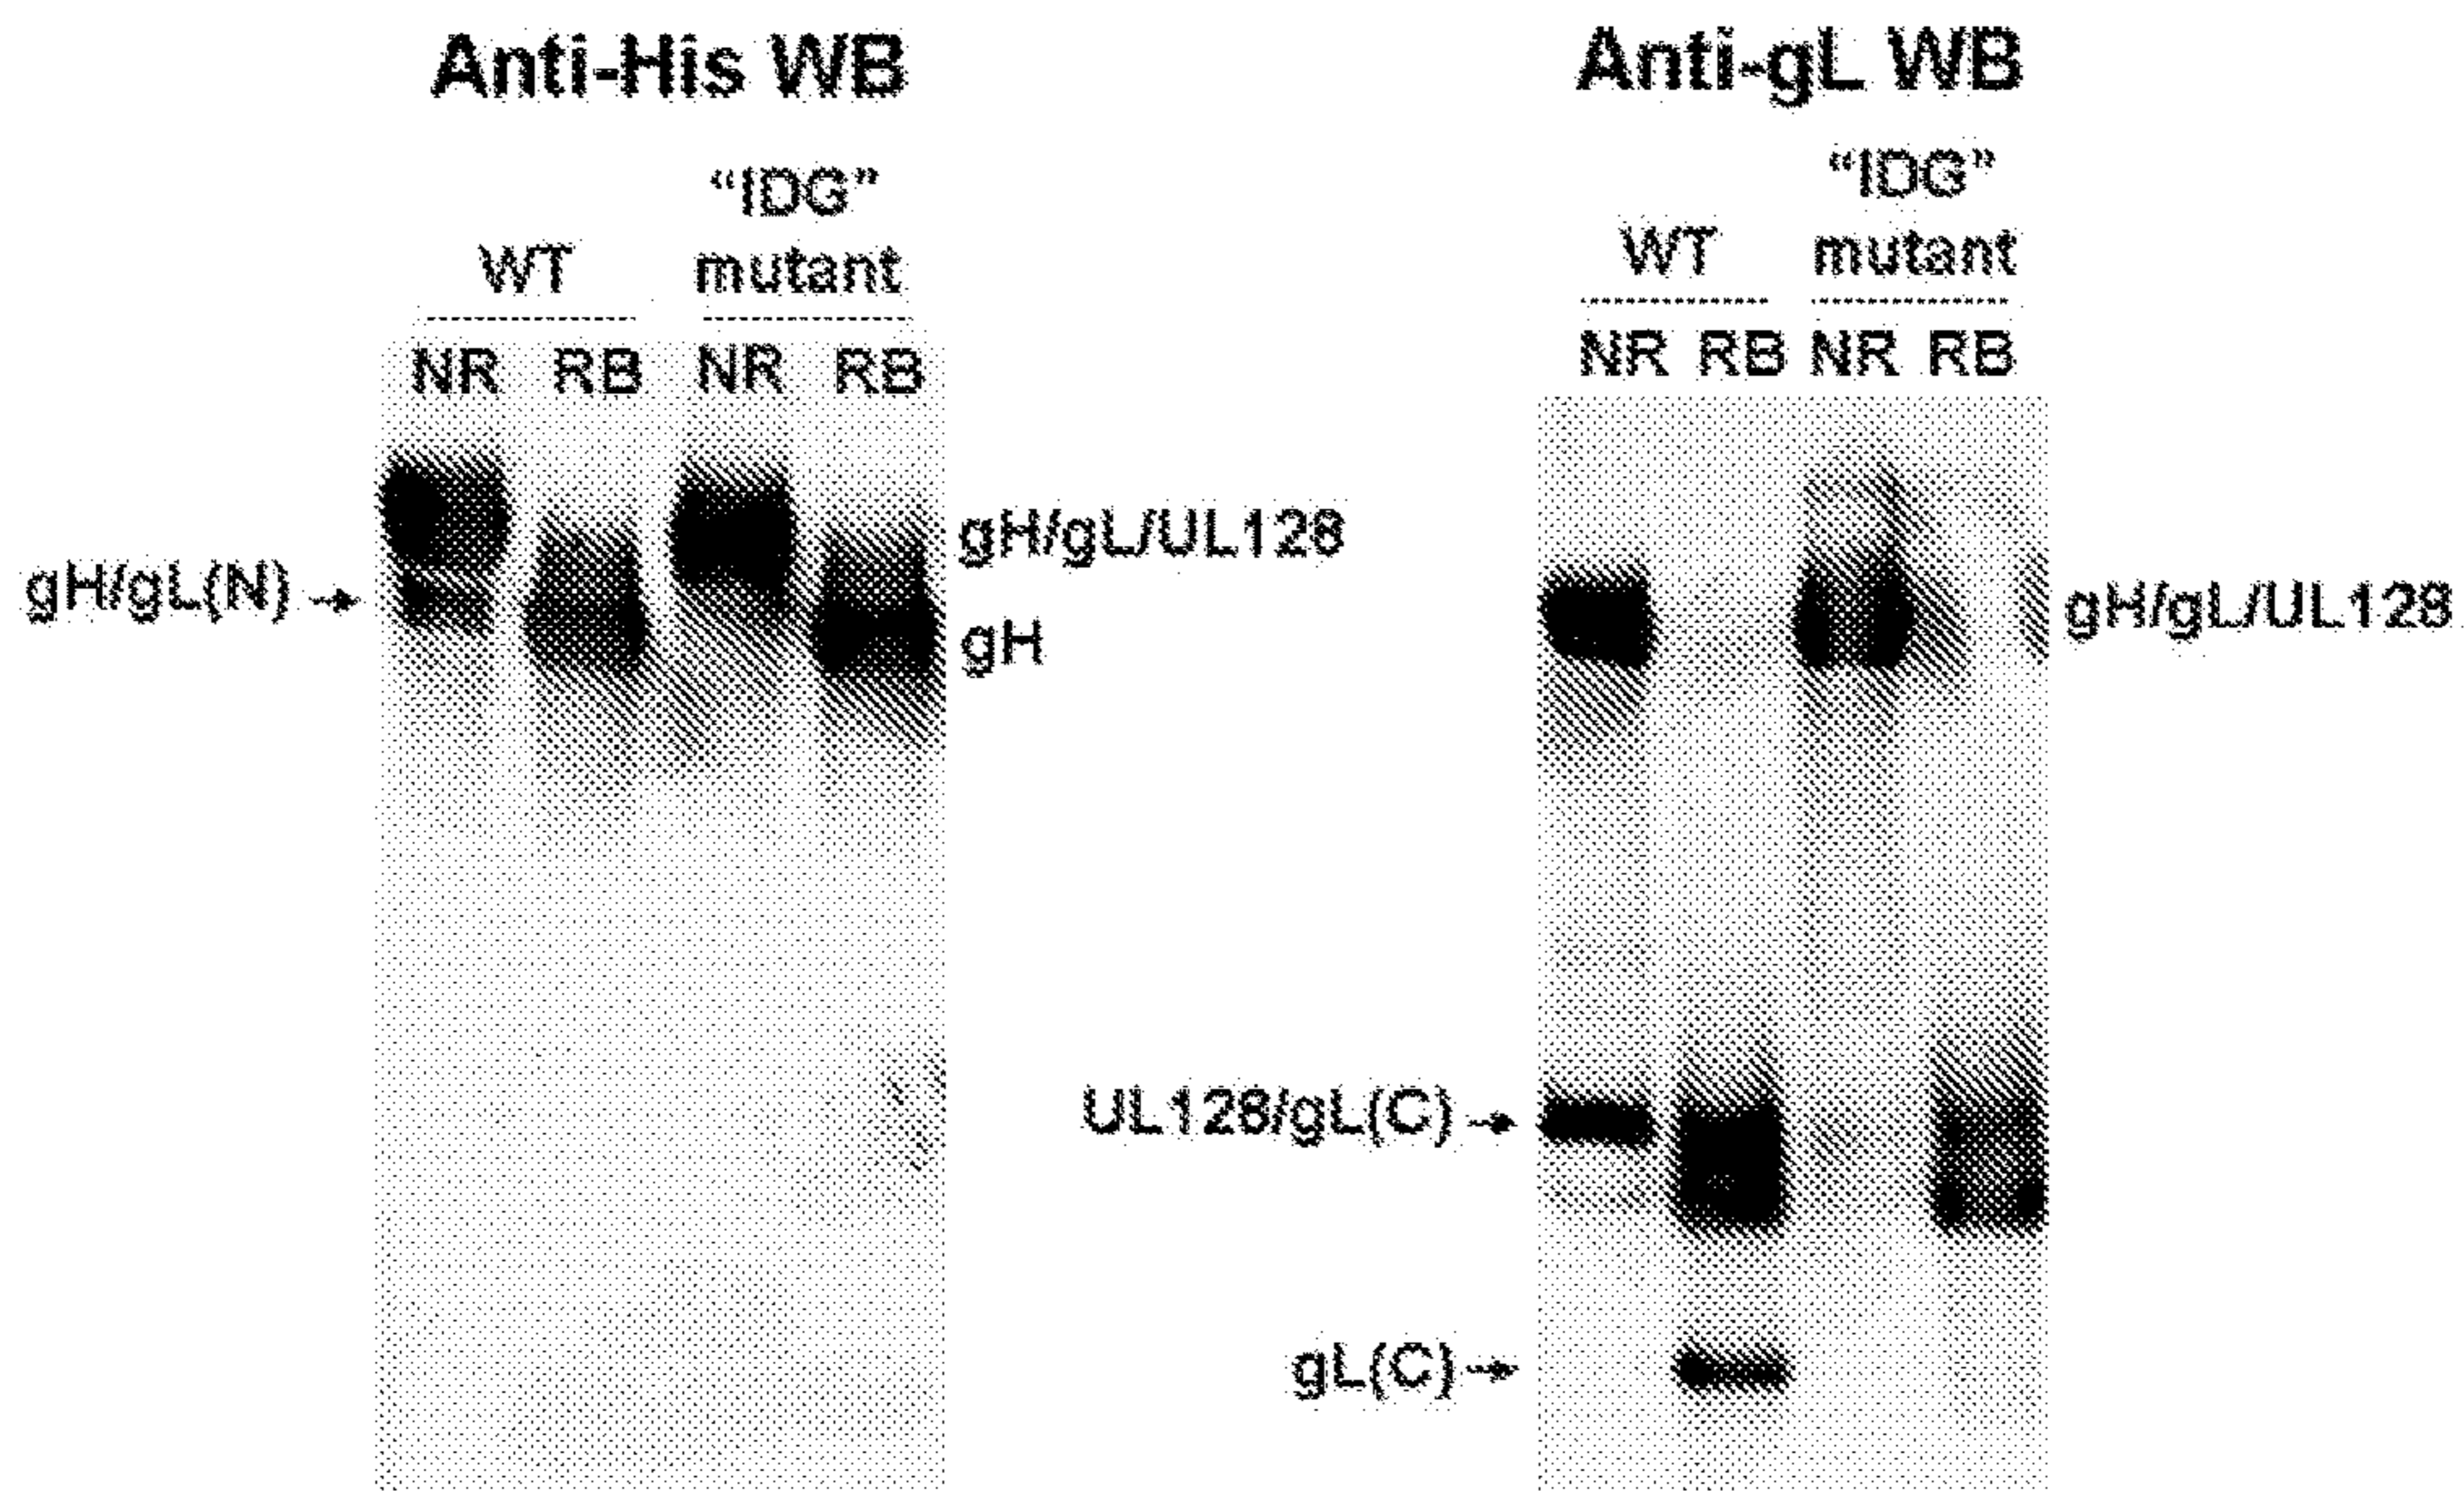 Anti-His WB
“IDG”
WT mutant
NR RB NR RB
gH/gL/UL128
gH/gL(N)
gH
Anti-gL WB
“IDG”
WT mutant
NR RB NR RB
gH/gL/UL128
UL128/gL(C)
gL(C)